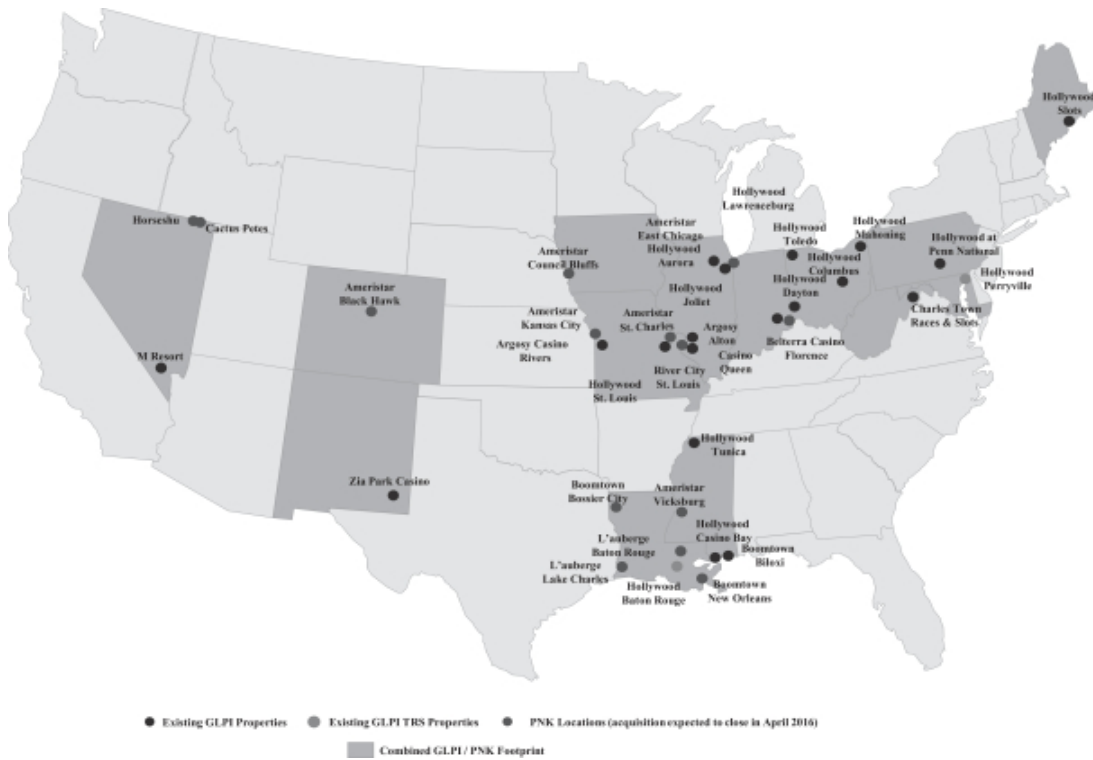 Hollywood
Slots
Hollywood
Lawrenceburg
Horseshu
Cactus Petes
Ameristar
East Chicago
Hollywood
Aurora
Hollywood
Toledo
Hollywood
Mahoning
Hollywood at
Penn National
Ameristar
Council Bluffs
Hollywood
Columbus
Hollywood
Perryville
Ameristar
Black Hawk
Hollywood
Joliet
Hollywood
Dayton
Ameristar
Kansas City
Ameristar
St. Charles
Argosy
Alton
Charles Town
Races & Slots
Argosy Casino
Rivers
Belterra Casino
Florence
M Resort
River City
St. Louis
Casino
Queen
Hollywood
St. Louis
Hollywood
Tunica
Zia Park Casino
Boomtown
Bossier City
Ameristar
Vicksburg
Hollywood
Casino Bay
L'auberge
Baton Rouge
Boomtown
Biloxi
L'auberge
Lake Charles
Hollywood
Baton Rouge
Boomtown
New Orleans
Existing GLPI Properties
Existing GLPI TRS Properties
PNK Locations (acquisition expected to close in April 2016)
Combined GLPI / PNK Footprint